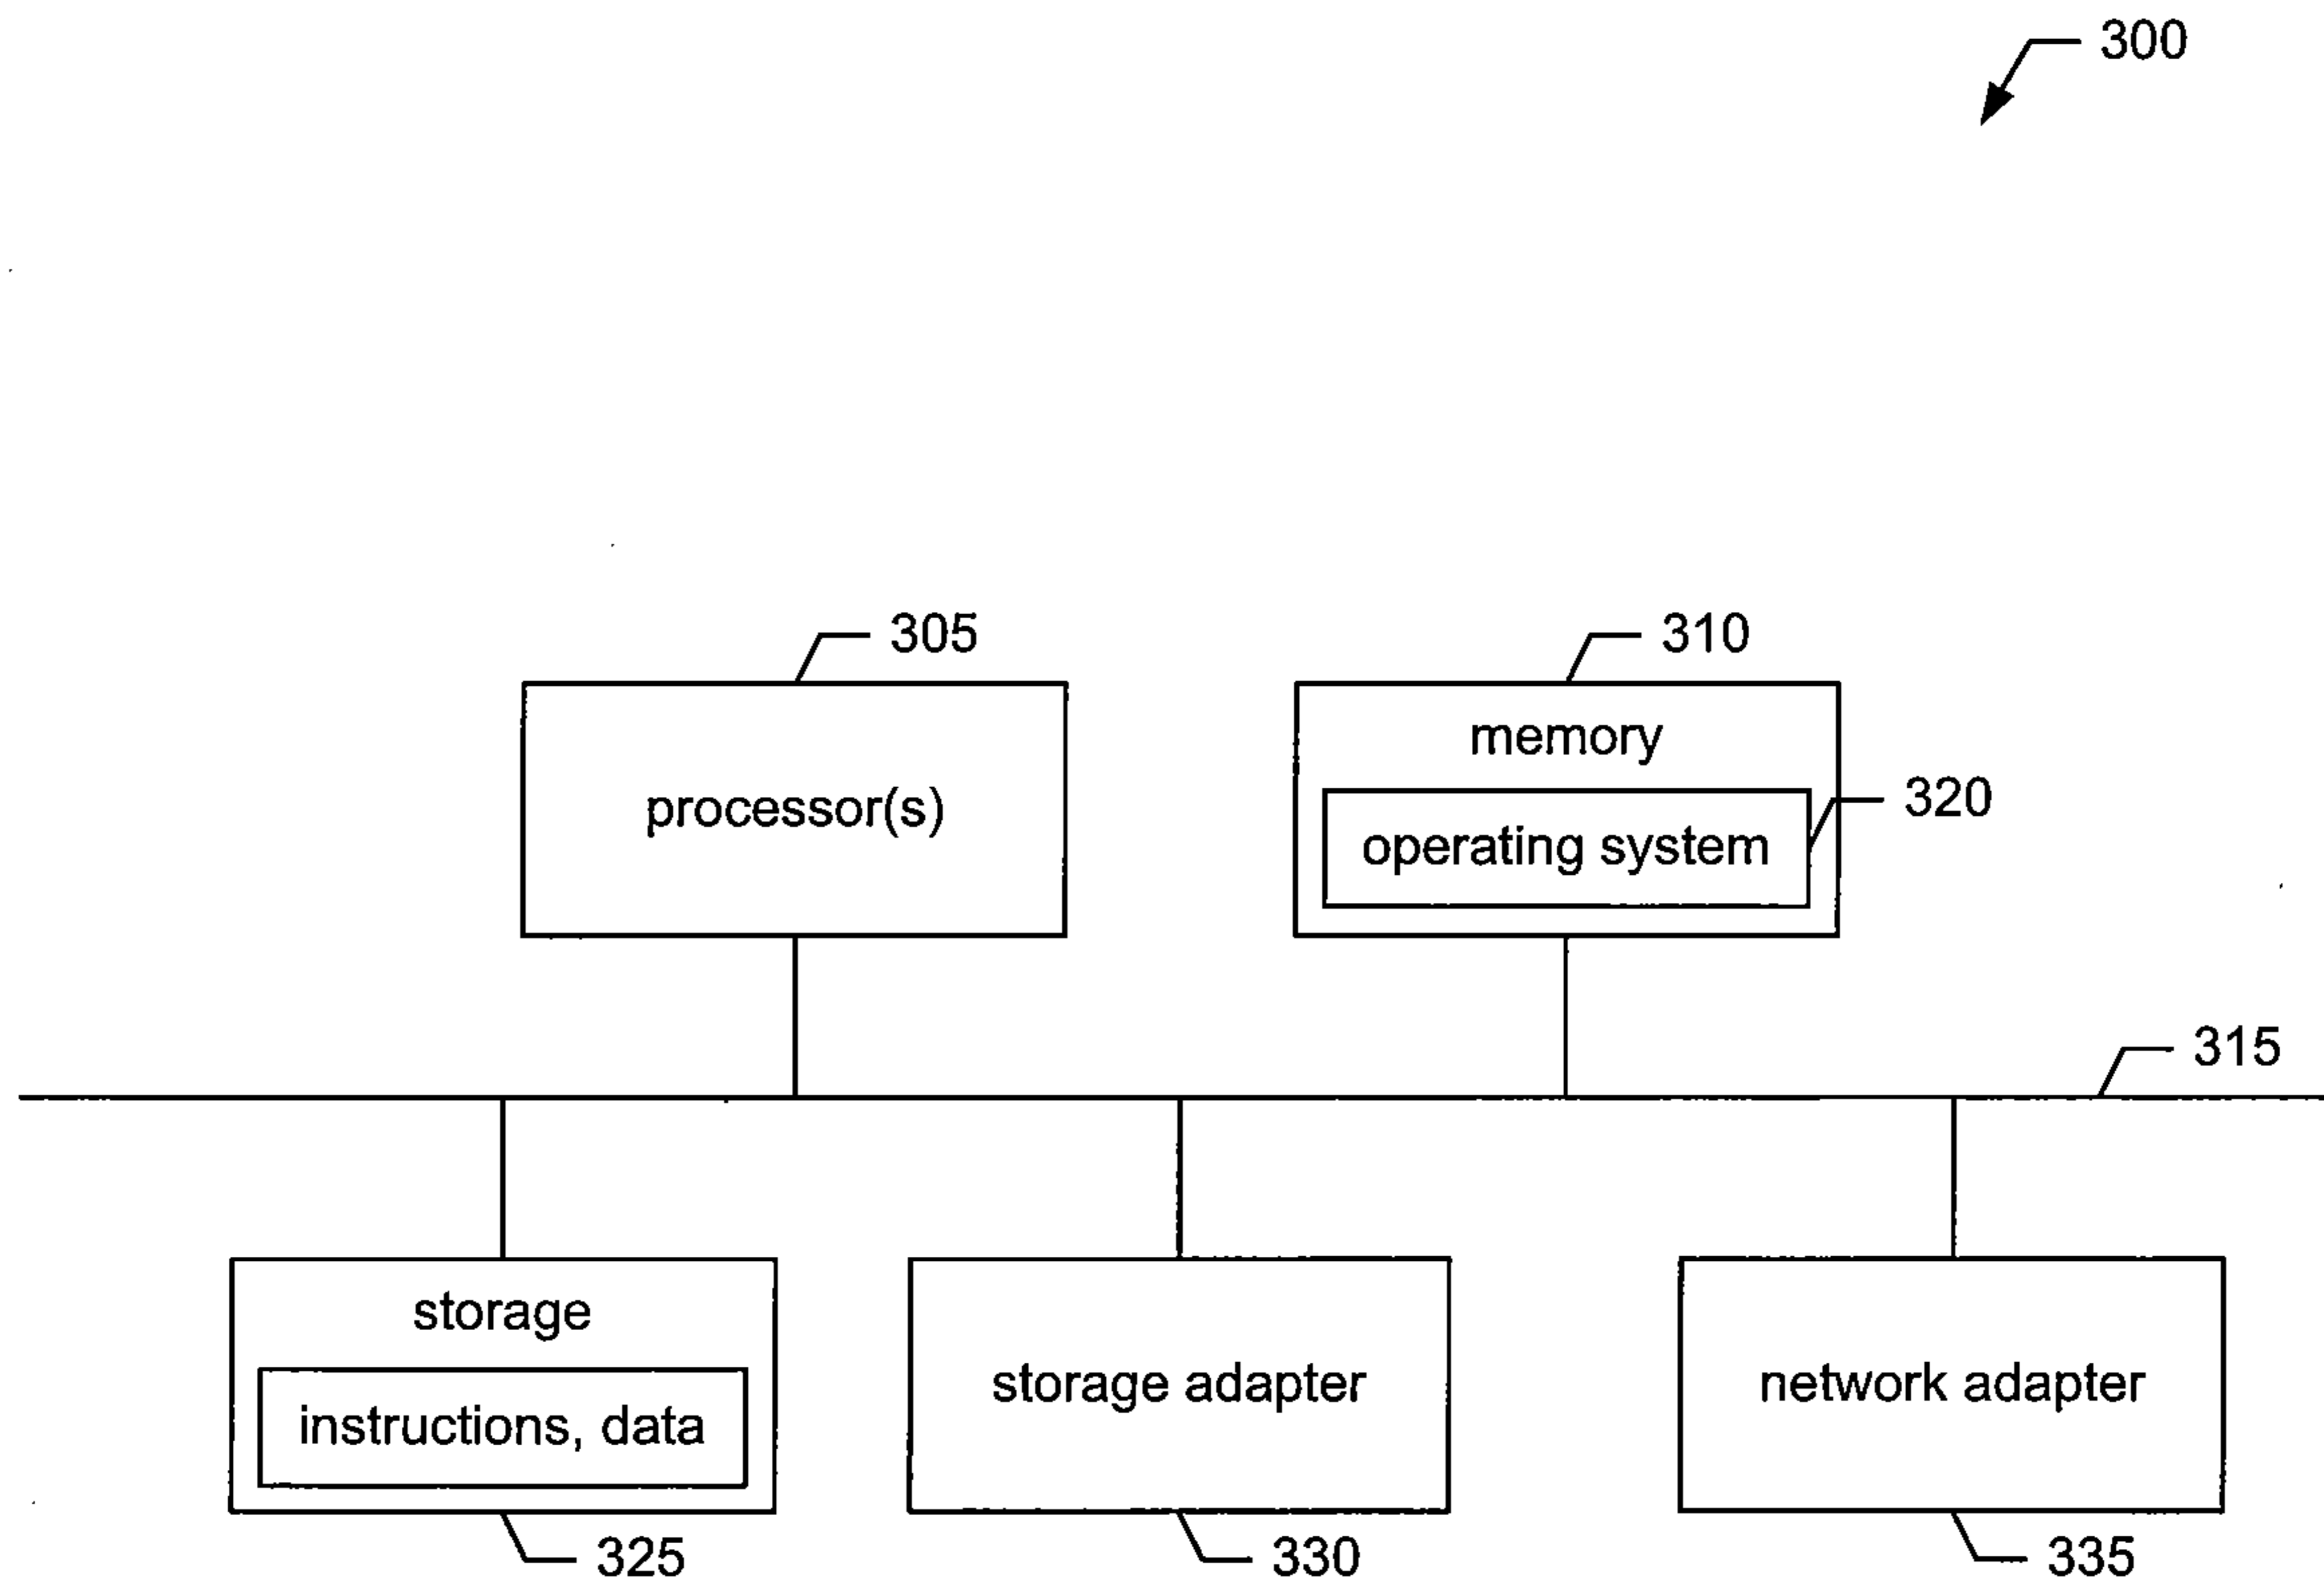 300
305
310
processor(s)
memory
320
operating system
315
storage
instructions, data
storage adapter
network adapter
325
330
335